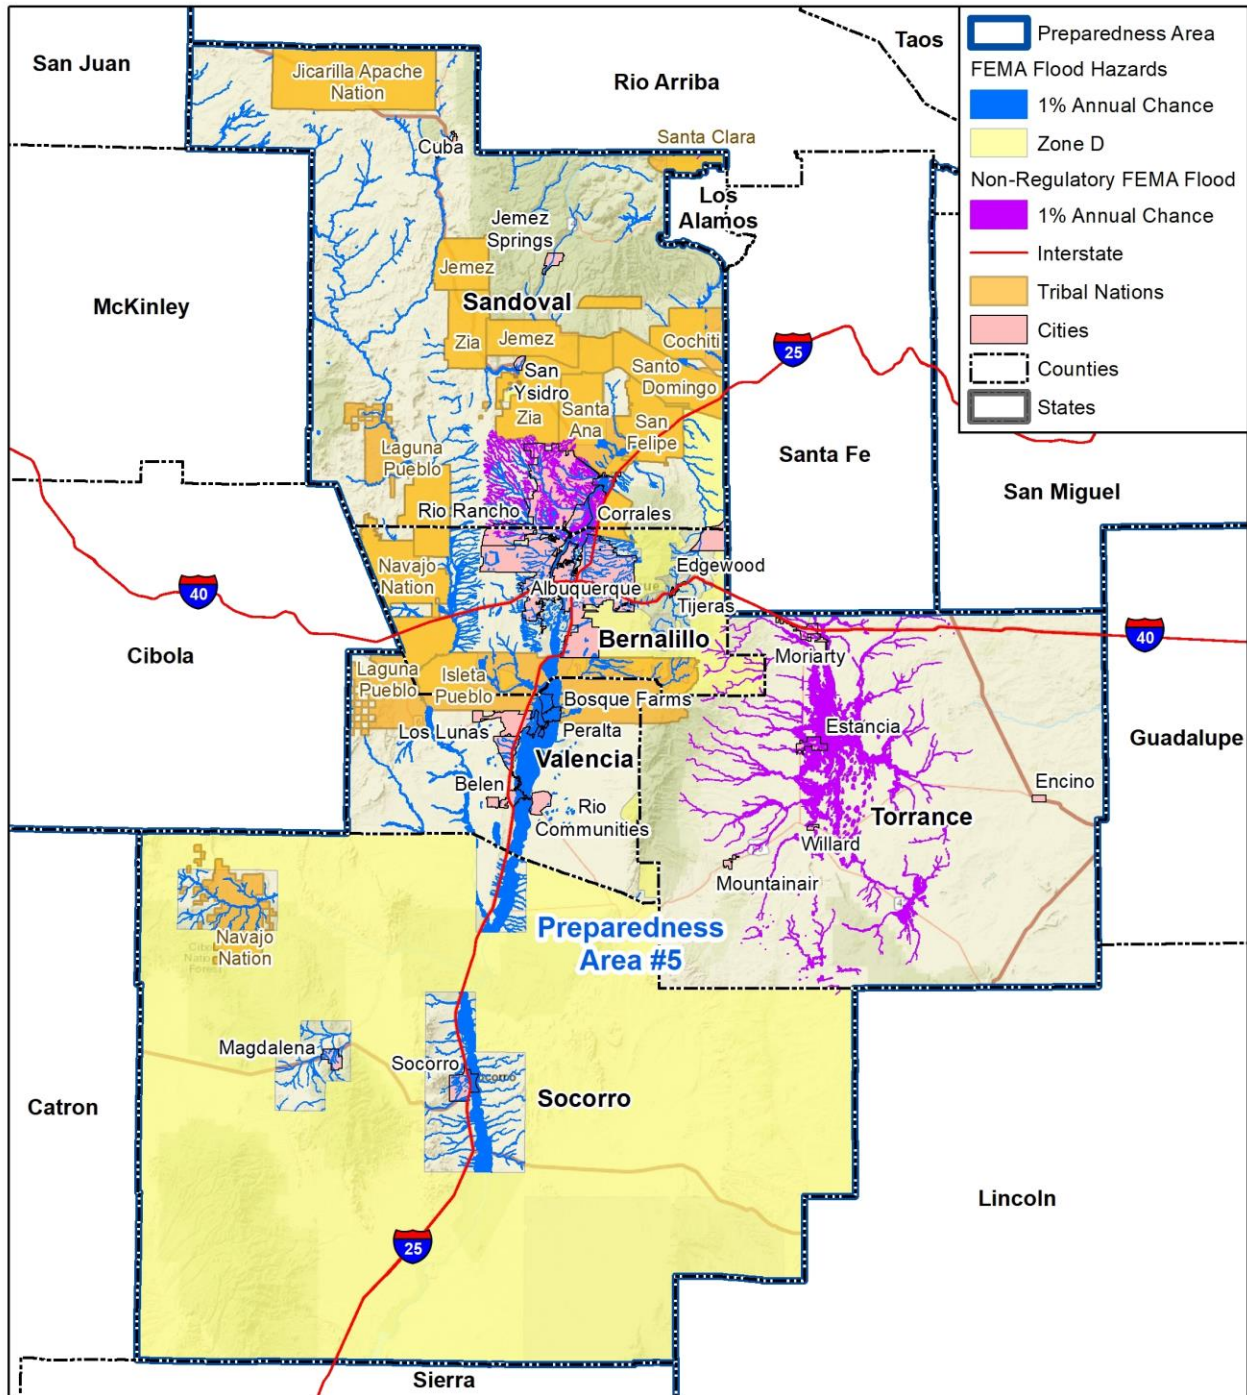 San Juan
Taos
Rio Arriba
Jicarilla Apache
Nation
Cuba
Santa Clara
Los
Alamos
Jemez
Springs
Jemez
Sandoval
McKinley
Zia
Jemez
Cochiti
San
Ysidro
Santo
Domingo
Zia
Santa
Ana
San
Felipe
25
Laguna
Pueblo
Santa Fe
San Miguel
Rio Rancho
Corrales
Navajo
Nation
Edgewood
Albuquerque
Tijeras
40
Bernalillo
40
Cibola
Moriarty
Laguna
Pueblo
Isleta
Pueblo
Bosque Farms
Los Lunas
Peralta
Estancia
Guadalupe
Valencia
Belen
Rio
Communities
Encino
Torrance
Willard
Mountainair
Navajo
Nation
Preparedness
Area #5
Magdalena
Socorro
Socorro
Catron
Lincoln
25
Sierra
Preparedness Area
FEMA Flood Hazards
1% Annual Chance
Zone D
Non-Regulatory FEMA Flood
1% Annual Chance
Interstate
Tribal Nations
Cities
Counties
States